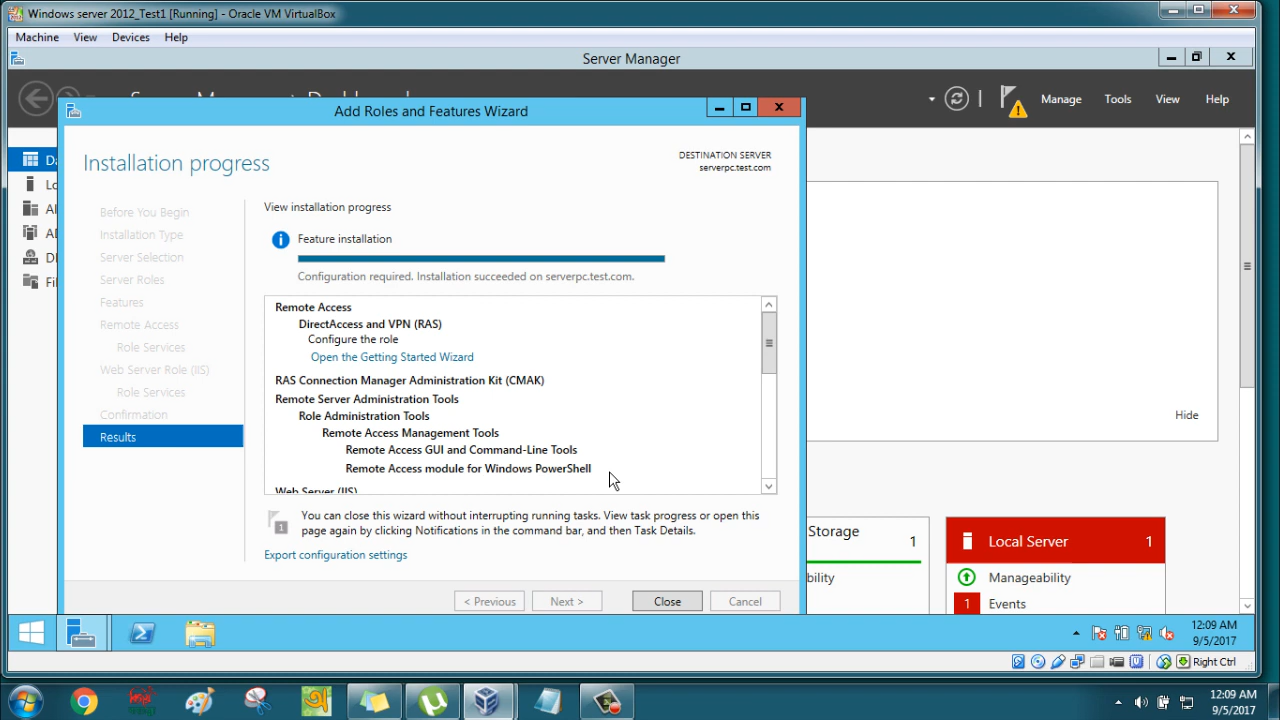 Windows server 2012_Test1 [Running] - Oracle VM VirtualBox
Machine View Devices Help
Server Manager
Manage Tools View Help
Add Roles and Features Wizard
Installation progress
DESTINATION SERVER
serverpc.test.com
Before You Begin
Installation Type
Server Selection
Server Roles
Features
Remote Access
Role Services
Web Server Role (IIS)
Role Services
Confirmation
Results
View installation progress
Feature installation
Configuration required. Installation succeeded on serverpc.test.com.
Remote Access
DirectAccess and VPN (RAS)
Configure the role
Open the Getting Started Wizard
RAS Connection Manager Administration Kit (CMAK)
Remote Server Administration Tools
Role Administration Tools
Remote Access Management Tools
Remote Access GUI and Command-Line Tools
Remote Access module for Windows PowerShell
Web Server (IIS)
1
You can close this wizard without interrupting running tasks. View task progress or open this
page again by clicking Notifications in the command bar, and then Task Details.
Export configuration settings
< Previous Next > Close Cancel
Hide
Storage 1
bility
Local Server 1
Manageability
1 Events
12:09 AM
9/5/2017
Right Ctrl
12:09 AM
9/5/2017